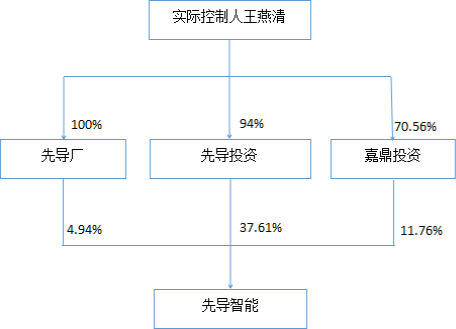 实际控制人王燕清
100%
94%
70.56%
先导厂
先导投资
嘉鼎投资
4.94%
37.61%
11.76%
先导智能